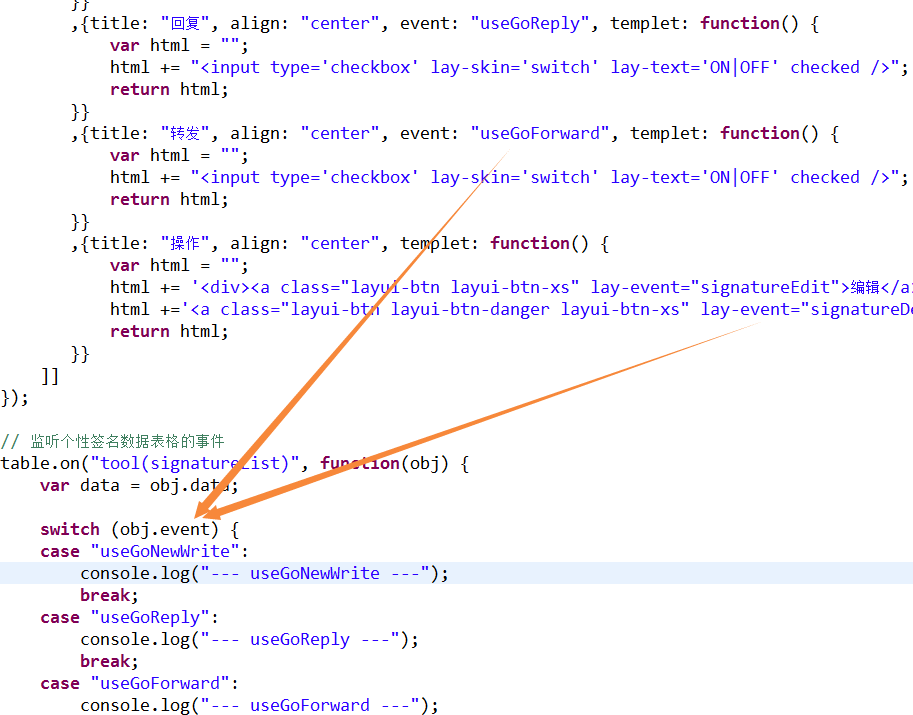 }}
,{title: "回复", align: "center", event: "useGoReply", templet: function() {
var html = "";
html += "<input type='checkbox' lay-skin='switch' lay-text='ON|OFF' checked />";
return html;
}}
,{title: "转发", align: "center", event: "useGoForward", templet: function() {
var html = "";
html += "<input type='checkbox' lay-skin='switch' lay-text='ON|OFF' checked />";
return html;
}}
,{title: "操作", align: "center", templet: function() {
var html = "";
html += '<div><a class="layui-btn layui-btn-xs" lay-event="signatureEdit">编辑</a
html +='<a class="layui-btn layui-btn-danger layui-btn-xs" lay-event="signatureDe
return html;
}}
]]
});
// 监听个性签名数据表格的事件
table.on("tool(signatureList)", function(obj) {
var data = obj.data;
switch (obj.event) {
case "useGoNewWrite":
console.log("--- useGoNewWrite ---");
break;
case "useGoReply":
console.log("--- useGoReply ---");
break;
case "useGoForward":
console.log("--- useGoForward ---");